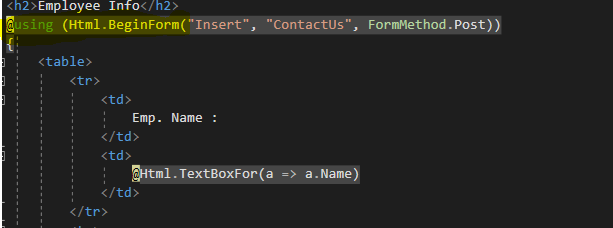 <h2>Employee Info</h2>
@using (Html.BeginForm("Insert", "ContactUs", FormMethod.Post))
{
<table>
<tr>
<td>
Emp. Name :
</td>
<td>
@Html.TextBoxFor(a => a.Name)
</td>
</tr>